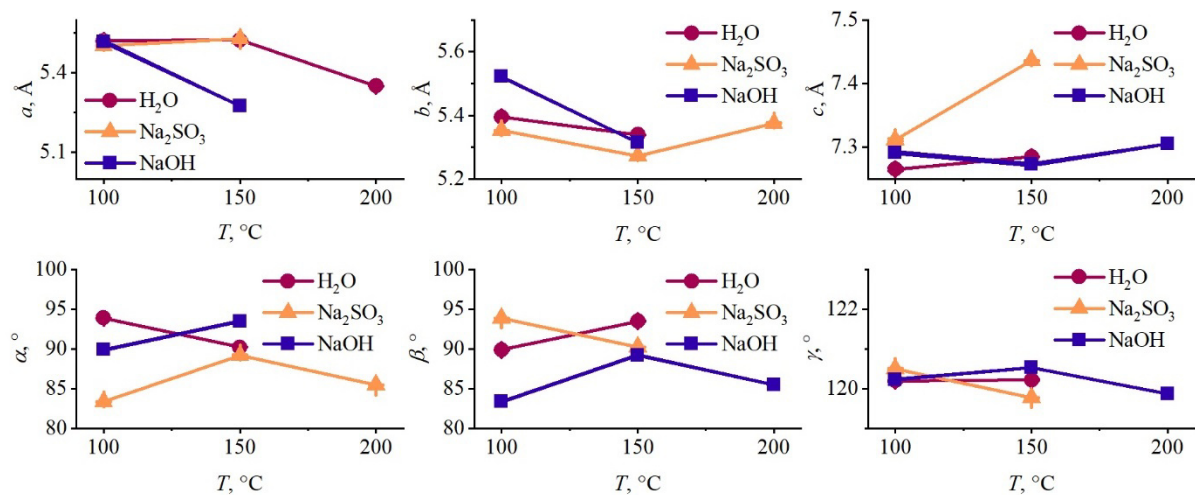 a, Å
5.4
5.1
100
150
200
T, °C
H₂O
Na₂SO₃
NaOH
b, Å
5.6
5.4
5.2
100
150
200
T, °C
H₂O
Na₂SO₃
NaOH
c, Å
7.5
7.4
7.3
100
150
200
T, °C
H₂O
Na₂SO₃
NaOH
α, °
100
95
90
85
80
100
150
200
T, °C
H₂O
Na₂SO₃
NaOH
β, °
100
95
90
85
80
100
150
200
T, °C
H₂O
Na₂SO₃
NaOH
γ, °
122
120
100
150
200
T, °C
H₂O
Na₂SO₃
NaOH